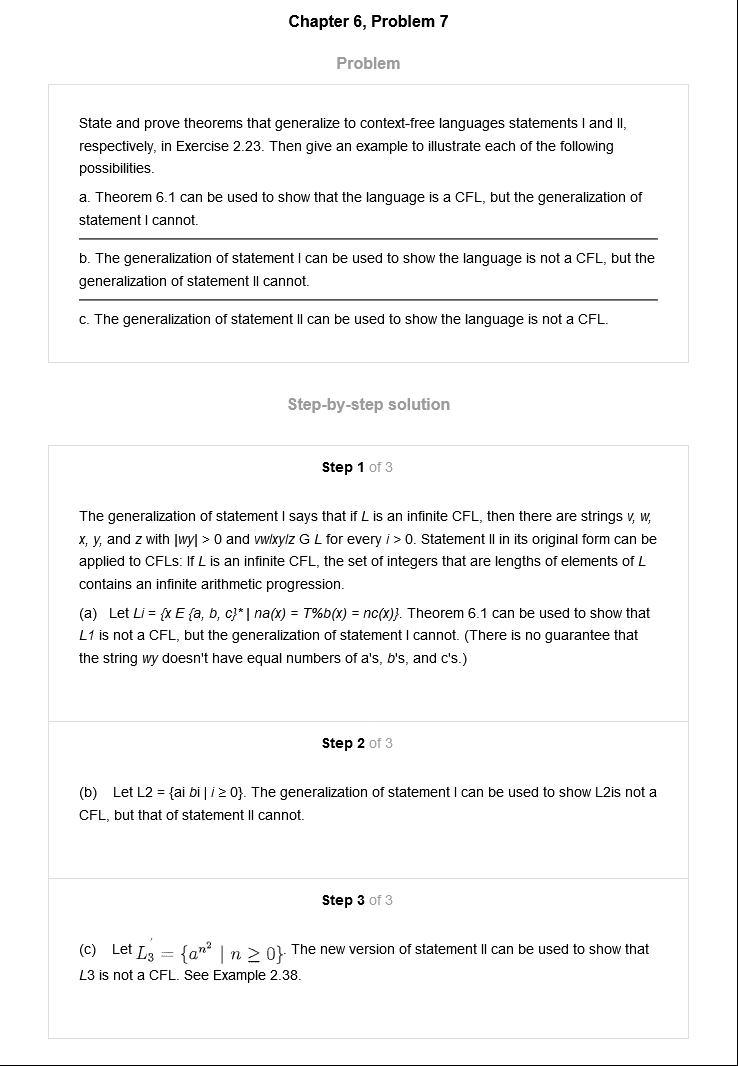 Chapter 6, Problem 7
Problem
State and prove theorems that generalize to context-free languages statements I and II,
respectively, in Exercise 2.23. Then give an example to illustrate each of the following
possibilities.
a. Theorem 6.1 can be used to show that the language is a CFL, but the generalization of
statement I cannot.
b. The generalization of statement I can be used to show the language is not a CFL, but the
generalization of statement II cannot.
c. The generalization of statement II can be used to show the language is not a CFL.
Step-by-step solution
Step 1 of 3
The generalization of statement I says that if L is an infinite CFL, then there are strings v, w,
x, y, and z with |wy| > 0 and vwlxylz G L for every i > 0. Statement II in its original form can be
applied to CFLs: If L is an infinite CFL, the set of integers that are lengths of elements of L
contains an infinite arithmetic progression.
(a) Let Li = {x E {a, b, c}* | na(x) = T%b(x) = nc(x)}. Theorem 6.1 can be used to show that
L1 is not a CFL, but the generalization of statement I cannot. (There is no guarantee that
the string wy doesn't have equal numbers of a's, b's, and c's.)
Step 2 of 3
(b) Let L2 = {ai bi | i ≥ 0}. The generalization of statement I can be used to show L2is not a
CFL, but that of statement II cannot.
Step 3 of 3
(c) Let L₃ = {a^{n²} | n ≥ 0}. The new version of statement II can be used to show that
L3 is not a CFL. See Example 2.38.